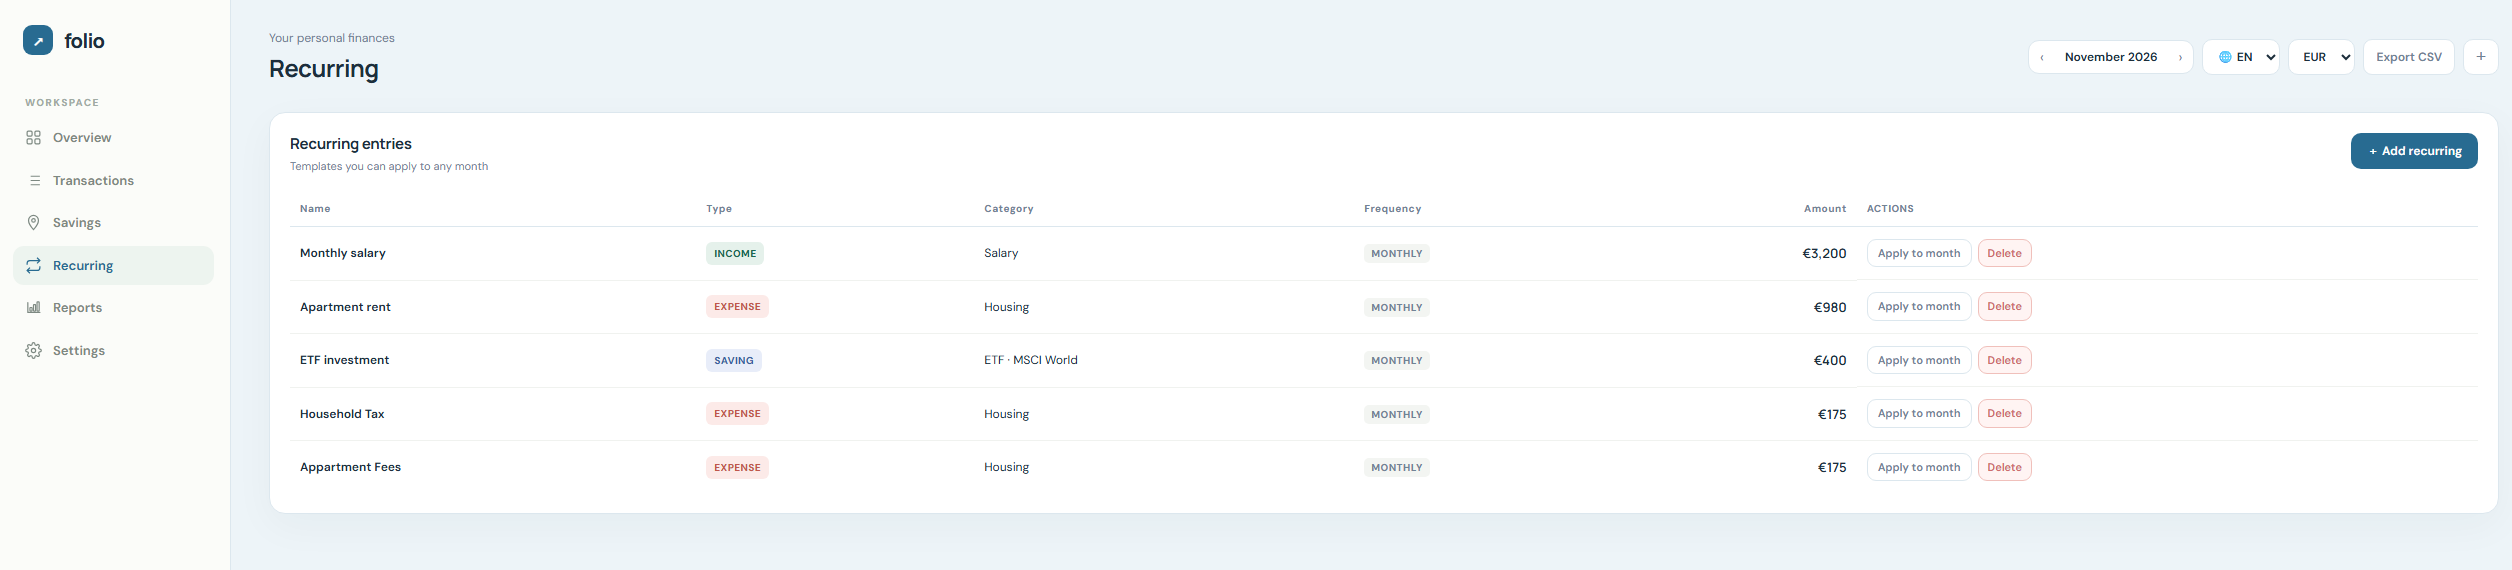 folio
WORKSPACE
Overview
Transactions
Savings
Recurring
Reports
Settings
Your personal finances
Recurring
‹ November 2026 › EN EUR Export CSV +
Recurring entries
Templates you can apply to any month
+ Add recurring
Name Type Category Frequency Amount ACTIONS
Monthly salary INCOME Salary MONTHLY €3,200 Apply to month Delete
Apartment rent EXPENSE Housing MONTHLY €980 Apply to month Delete
ETF investment SAVING ETF · MSCI World MONTHLY €400 Apply to month Delete
Household Tax EXPENSE Housing MONTHLY €175 Apply to month Delete
Appartment Fees EXPENSE Housing MONTHLY €175 Apply to month Delete